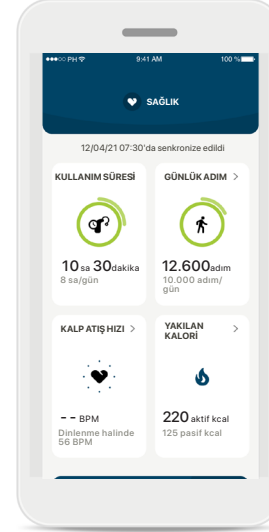 PH 9:41 AM 100 %
SAĞLIK
12/04/21 07:30'da senkronize edildi
KULLANIM SÜRESİ
10 sa 30 dakika
8 sa/gün
GÜNLÜK ADIM >
12.600 adım
10.000 adım/
gün
KALP ATIŞ HIZI >
-- BPM
Dinlenme halinde
56 BPM
YAKILAN >
KALORİ
220 aktif kcal
125 pasif kcal